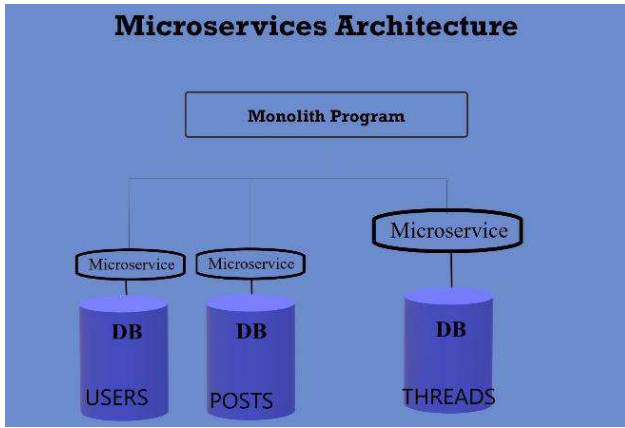 Microservices Architecture
Monolith Program
Microservice
Microservice
Microservice
DB
DB
DB
USERS
POSTS
THREADS